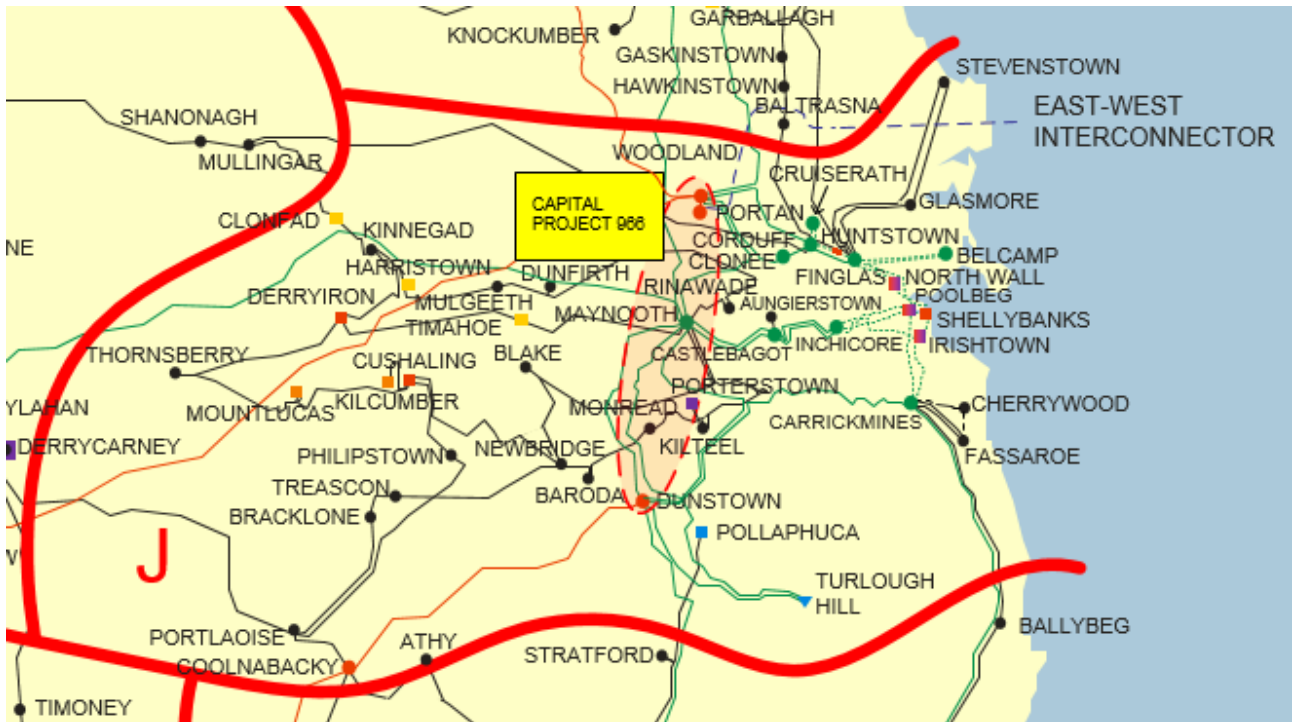 GARBALLAGH
KNOCKUMBER
GASKINSTOWN
STEVENSTOWN
HAWKINSTOWN
BALTRASNA
EAST-WEST
INTERCONNECTOR
SHANONAGH
MULLINGAR
WOODLAND
CRUISERATH
CAPITAL
PROJECT 966
PORTAN
GLASMORE
CLONFAD
KINNEGAD
CORDUFF
HUNTSTOWN
NE
CLONEE
BELCAMP
HARRISTOWN
DUNFIRTH
FINGLAS
NORTH WALL
RINAWADE
DERRYIRON
MULGEETH
AUNGIERSTOWN
POOLBEG
MAYNOOTH
SHELLYBANKS
TIMAHOE
INCHICORE
IRISHTOWN
THORNSBERRY
CUSHALING
BLAKE
CASTLEBAGOT
PORTERSTOWN
KILCUMBER
MOUNTLUCAS
MONREAD
CHERRYWOOD
YLAHAN
CARRICKMINES
DERRYCARNEY
NEWBRIDGE
KILTEEL
PHILIPSTOWN
FASSAROE
TREASCON
BARODA
DUNSTOWN
BRACKLONE
POLLAPHUCA
J
TURLOUGH
HILL
PORTLAOISE
ATHY
BALLYBEG
COOLNABACKY
STRATFORD
TIMONEY